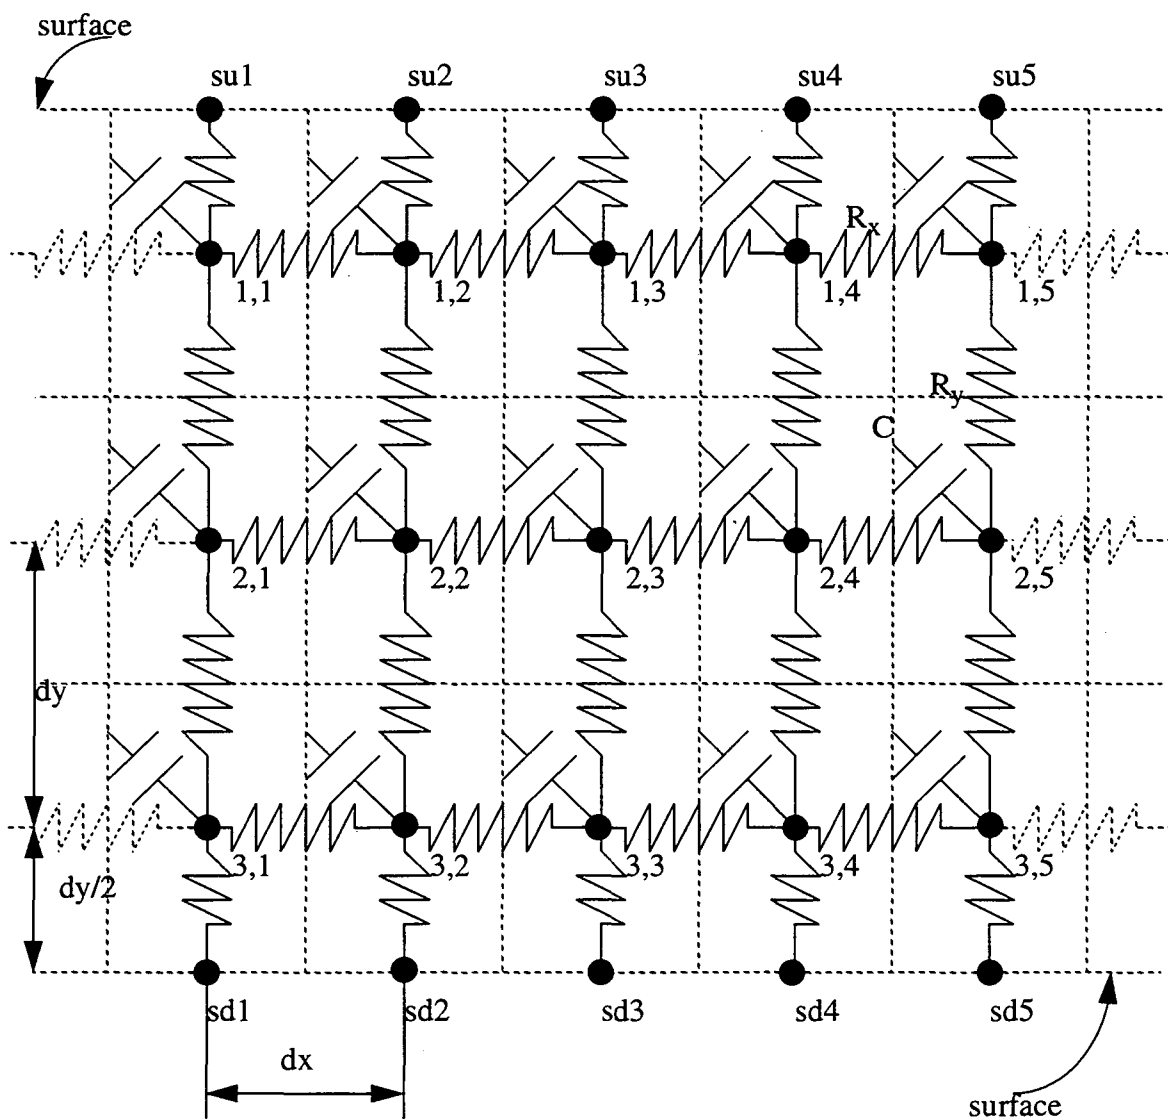 surface
su1 su2 su3 su4 su5
Rx
1,1 1,2 1,3 1,4 1,5
Ry
C
2,1 2,2 2,3 2,4 2,5
dy
3,1 3,2 3,3 3,4 3,5
dy/2
sd1 sd2 sd3 sd4 sd5
dx
surface